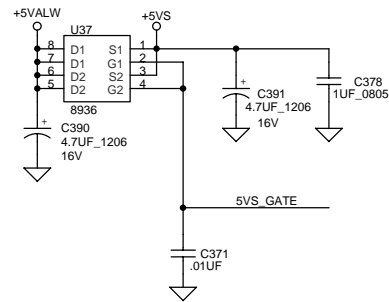 +5VALW
+5VS
U37
8 D1 S1 1
7 D1 G1 2
6 D2 S2 3
5 D2 G2 4
8936
+
C390
4.7UF_1206
16V
+
C391
4.7UF_1206
16V
C378
1UF_0805
5VS_GATE
C371
.01UF